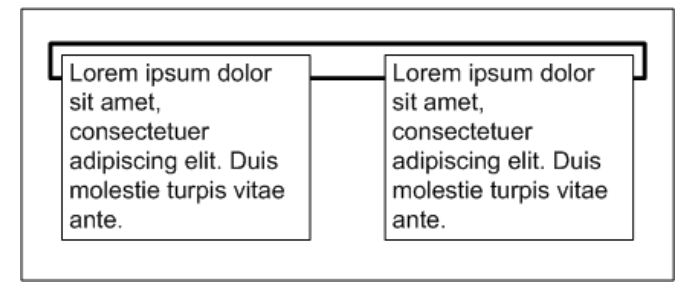 Lorem ipsum dolor
sit amet,
consectetuer
adipiscing elit. Duis
molestie turpis vitae
ante.
Lorem ipsum dolor
sit amet,
consectetuer
adipiscing elit. Duis
molestie turpis vitae
ante.